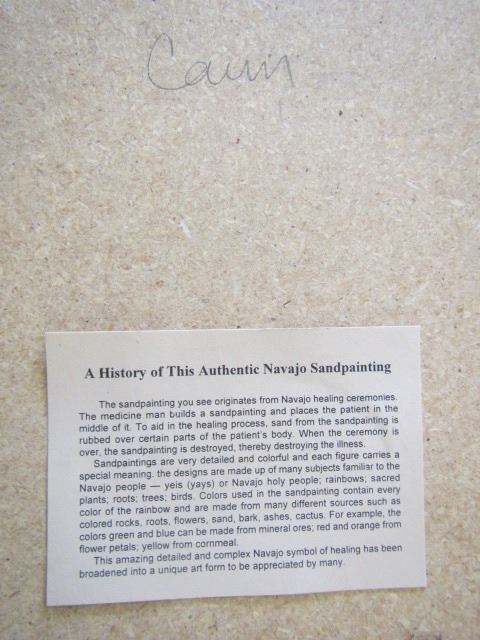 A History of This Authentic Navajo Sandpainting
The sandpainting you see originates from Navajo healing ceremonies.
The medicine man builds a sandpainting and places the patient in the
middle of it. To aid in the healing process, sand from the sandpainting is
rubbed over certain parts of the patient's body. When the ceremony is
over, the sandpainting is destroyed, thereby destroying the illness.
Sandpaintings are very detailed and colorful and each figure carries a
special meaning. the designs are made up of many subjects familiar to the
Navajo people — yeis (yays) or Navajo holy people; rainbows; sacred
plants; roots; trees; birds. Colors used in the sandpainting contain every
color of the rainbow and are made from many different sources such as
colored rocks, roots, flowers, sand, bark, ashes, cactus. For example, the
colors green and blue can be made from mineral ores; red and orange from
flower petals; yellow from cornmeal.
This amazing detailed and complex Navajo symbol of healing has been
broadened into a unique art form to be appreciated by many.